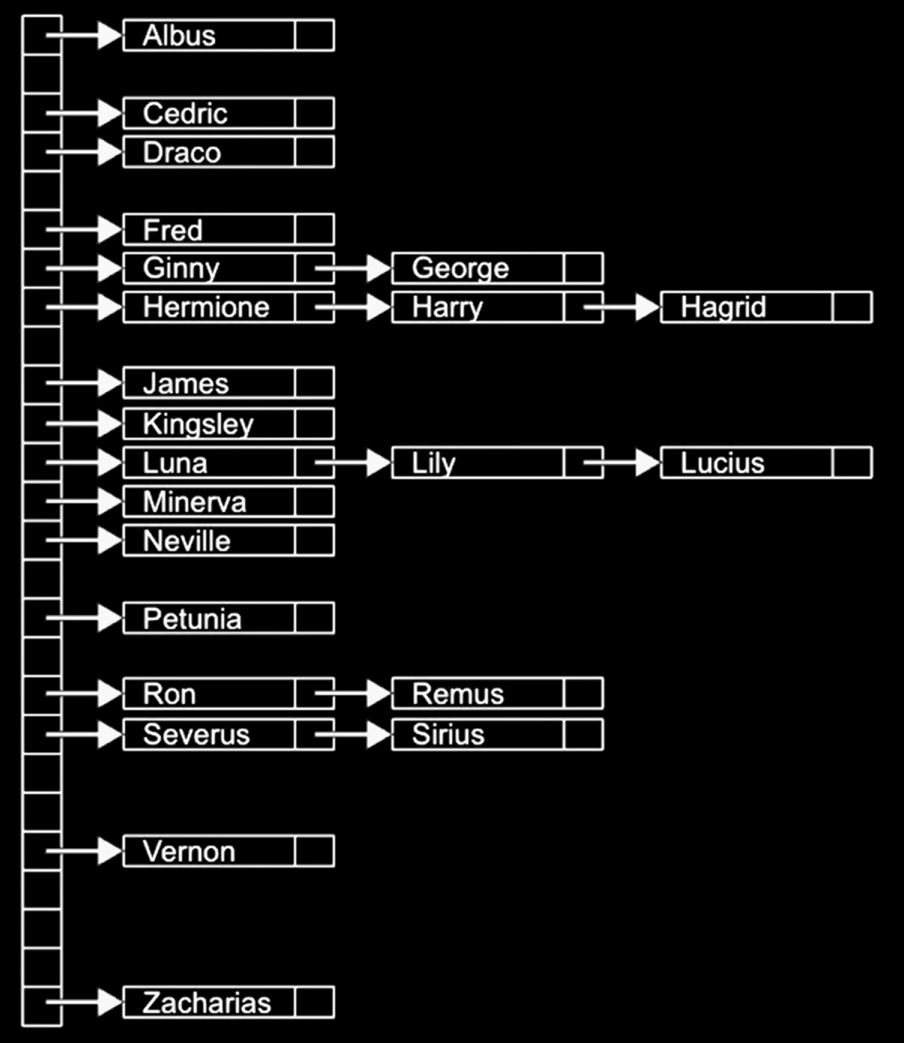 Albus
Cedric
Draco
Fred
Ginny George
Hermione Harry Hagrid
James
Kingsley
Luna Lily Lucius
Minerva
Neville
Petunia
Ron Remus
Severus Sirius
Vernon
Zacharias